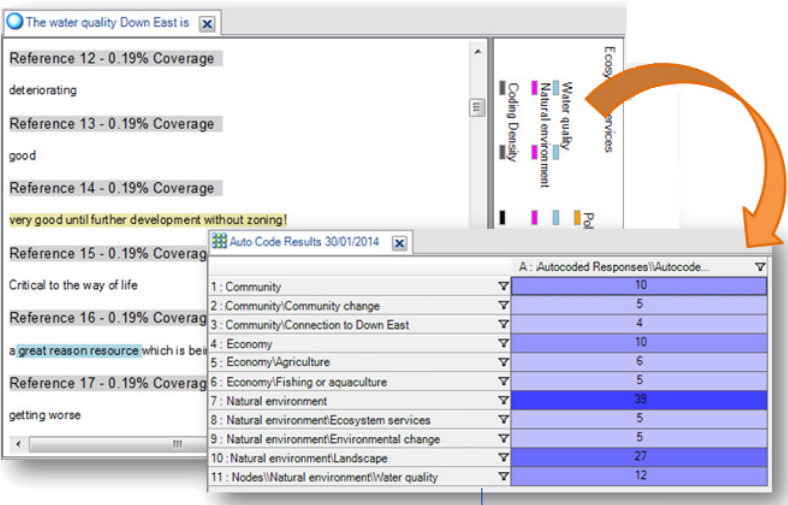 The water quality Down East is
Reference 12 - 0.19% Coverage
deteriorating
Reference 13 - 0.19% Coverage
good
Reference 14 - 0.19% Coverage
very good until further development without zoning!
Reference 15 - 0.19% Coverag
Critical to the way of life
Reference 16 - 0.19% Coverag
a great reason resource which is bei
Reference 17 - 0.19% Coverag
getting worse
Ecosy ervices
Water quality
Natural environment
Coding Density
Pol
Auto Code Results 30/01/2014
A : Autocoded Responses\\Autocode...
1 : Community 10
2 : Community\Community change 5
3 : Community\Connection to Down East 4
4 : Economy 10
5 : Economy\Agriculture 6
6 : Economy\Fishing or aquaculture 5
7 : Natural environment 39
8 : Natural environment\Ecosystem services 5
9 : Natural environment\Environmental change 5
10 : Natural environment\Landscape 27
11 : Nodes\\Natural environment\Water quality 12